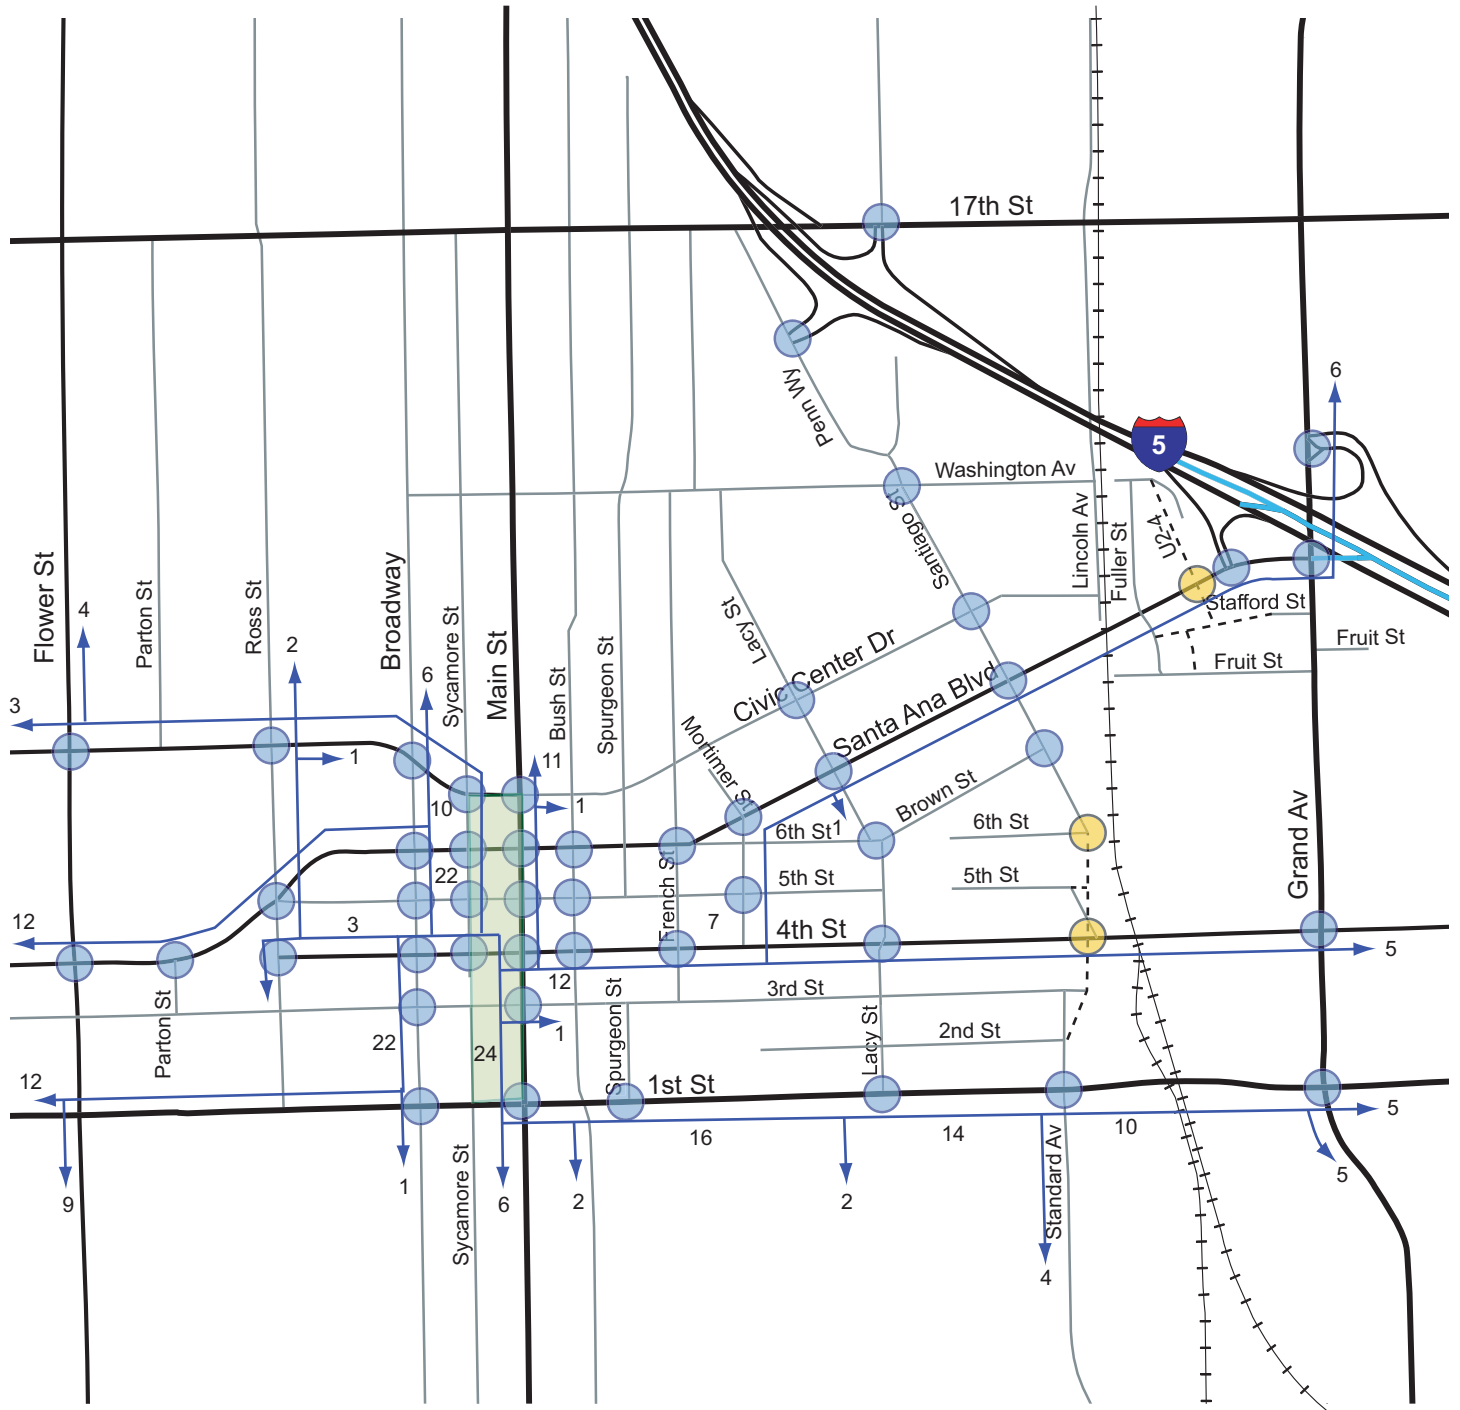 17th St
5
6
Penn Wy
Washington Av
Santiago St
Lincoln Av
Fuller St
U2-4
Stafford St
Fruit St
Fruit St
Flower St
4
Parton St
Ross St
2
Broadway
6
Sycamore St
Main St
Bush St
Spurgeon St
Lacy St
Civic Center Dr
Santa Ana Blvd
Mortimer St
3
1
11
10
1
1
Brown St
6th St
6th St
22
5th St
5th St
French St
7
4th St
Grand Av
12
3
5
12
3rd St
Parton St
1
2nd St
22
24
Spurgeon St
Lacy St
1st St
12
5
16
14
10
Sycamore St
Standard Av
9
1
6
2
2
5
4